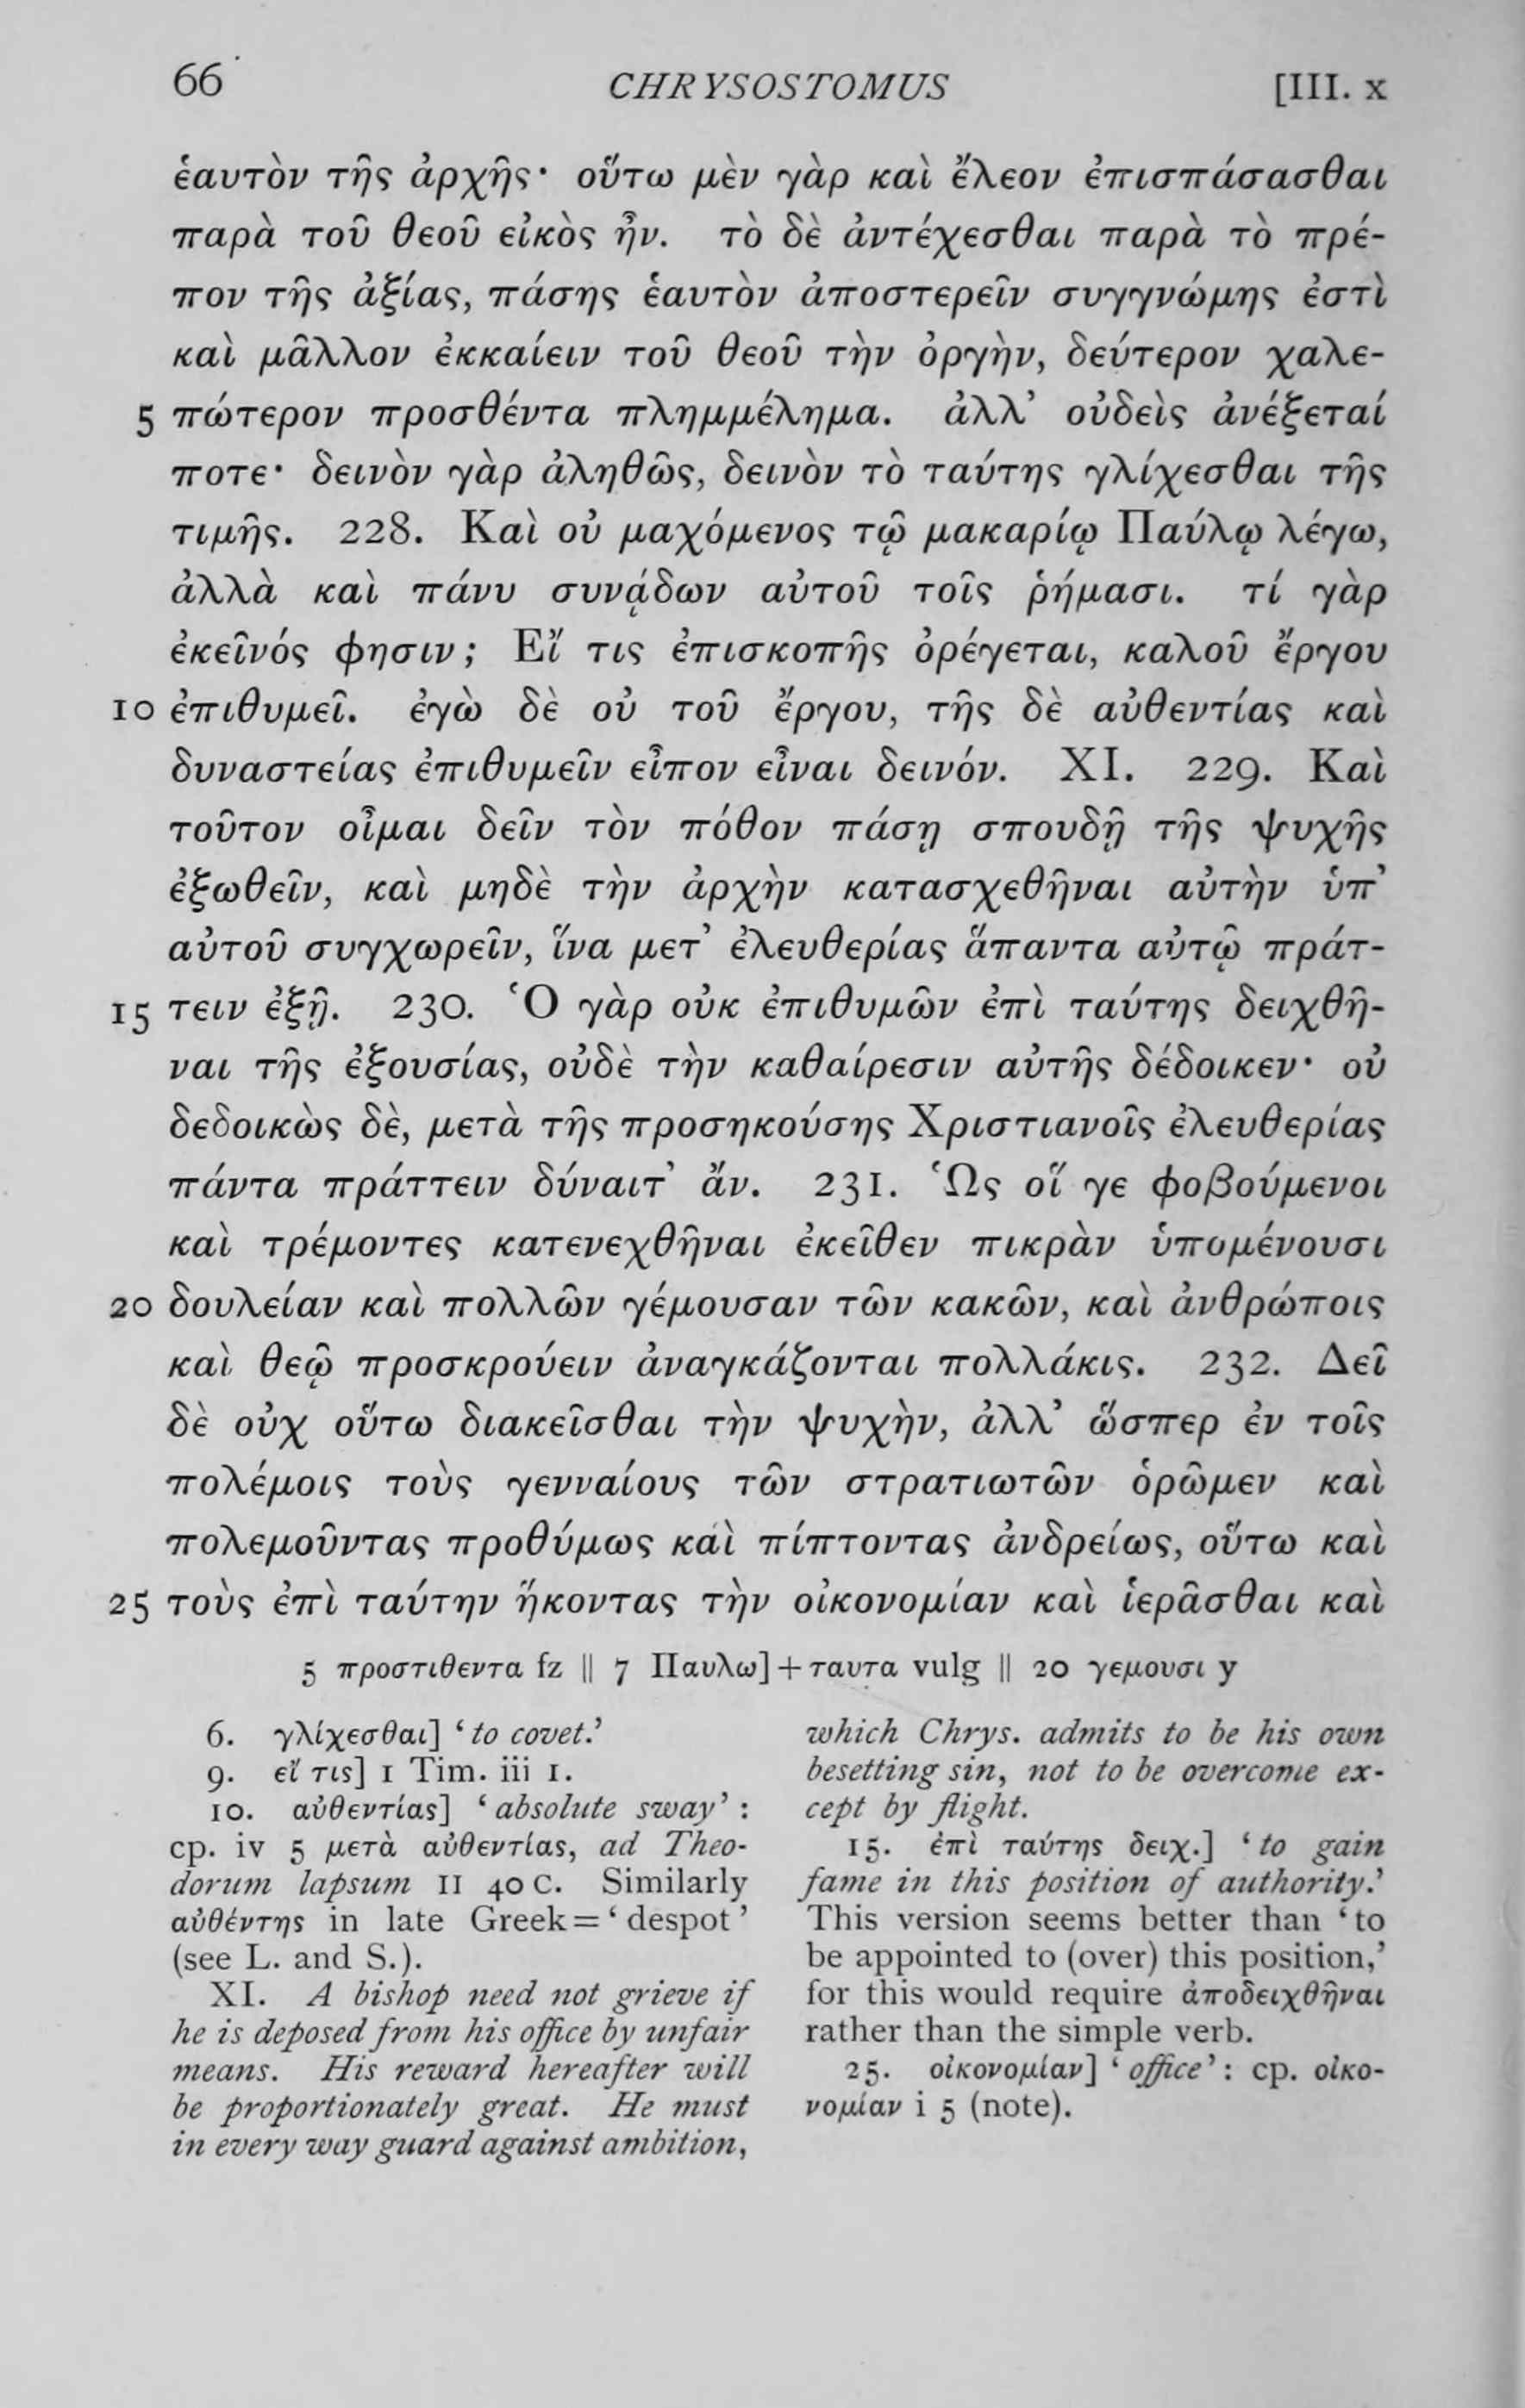 66 CHRYSOSTOMUS [III. x
ἑαυτὸν τῆς ἀρχῆς· οὕτω μὲν γὰρ καὶ ἔλεον ἐπισπάσασθαι
παρὰ τοῦ θεοῦ εἰκὸς ἦν. τὸ δὲ ἀντέχεσθαι παρὰ τὸ πρέ-
πον τῆς ἀξίας, πάσης ἑαυτὸν ἀποστερεῖν συγγνώμης ἐστὶ
καὶ μᾶλλον ἐκκαίειν τοῦ θεοῦ τὴν ὀργὴν, δεύτερον χαλε-
5 πώτερον προσθέντα πλημμέλημα. ἀλλ’ οὐδεὶς ἀνέξεταί
ποτε· δεινὸν γὰρ ἀληθῶς, δεινὸν τὸ ταύτης γλίχεσθαι τῆς
τιμῆς. 228. Καὶ οὐ μαχόμενος τῷ μακαρίῳ Παύλῳ λέγω,
ἀλλὰ καὶ πάνυ συνᾴδων αὐτοῦ τοῖς ῥήμασι. τί γὰρ
ἐκεῖνός φησιν; Εἴ τις ἐπισκοπῆς ὀρέγεται, καλοῦ ἔργου
10 ἐπιθυμεῖ. ἐγὼ δὲ οὐ τοῦ ἔργου, τῆς δὲ αὐθεντίας καὶ
δυναστείας ἐπιθυμεῖν εἶπον εἶναι δεινόν. XI. 229. Καὶ
τοῦτον οἶμαι δεῖν τὸν πόθον πάσῃ σπουδῇ τῆς ψυχῆς
ἐξωθεῖν, καὶ μηδὲ τὴν ἀρχὴν κατασχεθῆναι αὐτὴν ὑπ’
αὐτοῦ συγχωρεῖν, ἵνα μετ’ ἐλευθερίας ἅπαντα αὐτῷ πράτ-
15 τειν ἐξῇ. 230. Ὁ γὰρ οὐκ ἐπιθυμῶν ἐπὶ ταύτης δειχθῆ-
ναι τῆς ἐξουσίας, οὐδὲ τὴν καθαίρεσιν αὐτῆς δέδοικεν· οὐ
δεδοικὼς δὲ, μετὰ τῆς προσηκούσης Χριστιανοῖς ἐλευθερίας
πάντα πράττειν δύναιτ’ ἄν. 231. Ὡς οἵ γε φοβούμενοι
καὶ τρέμοντες κατενεχθῆναι ἐκεῖθεν πικρὰν ὑπομένουσι
20 δουλείαν καὶ πολλῶν γέμουσαν τῶν κακῶν, καὶ ἀνθρώποις
καὶ θεῷ προσκρούειν ἀναγκάζονται πολλάκις. 232. Δεῖ
δὲ οὐχ οὕτω διακεῖσθαι τὴν ψυχὴν, ἀλλ’ ὥσπερ ἐν τοῖς
πολέμοις τοὺς γενναίους τῶν στρατιωτῶν ὁρῶμεν καὶ
πολεμοῦντας προθύμως καὶ πίπτοντας ἀνδρείως, οὕτω καὶ
25 τοὺς ἐπὶ ταύτην ἥκοντας τὴν οἰκονομίαν καὶ ἱερᾶσθαι καὶ
5 προστιθεντα fz || 7 Παυλω]+ταυτα vulg || 20 γεμουσι y
6. γλίχεσθαι] ‘to covet.’
9. εἴ τις] 1 Tim. iii 1.
10. αὐθεντίας] ‘absolute sway’:
cp. iv 5 μετὰ αὐθεντίας, ad Theo-
dorum lapsum II 40 C. Similarly
αὐθέντης in late Greek=‘despot’
(see L. and S.).
XI. A bishop need not grieve if
he is deposed from his office by unfair
means. His reward hereafter will
be proportionately great. He must
in every way guard against ambition,
which Chrys. admits to be his own
besetting sin, not to be overcome ex-
cept by flight.
15. ἐπὶ ταύτης δειχ.] ‘to gain
fame in this position of authority.’
This version seems better than ‘to
be appointed to (over) this position,’
for this would require ἀποδειχθῆναι
rather than the simple verb.
25. οἰκονομίαν] ‘office’: cp. οἰκο-
νομίαν i 5 (note).